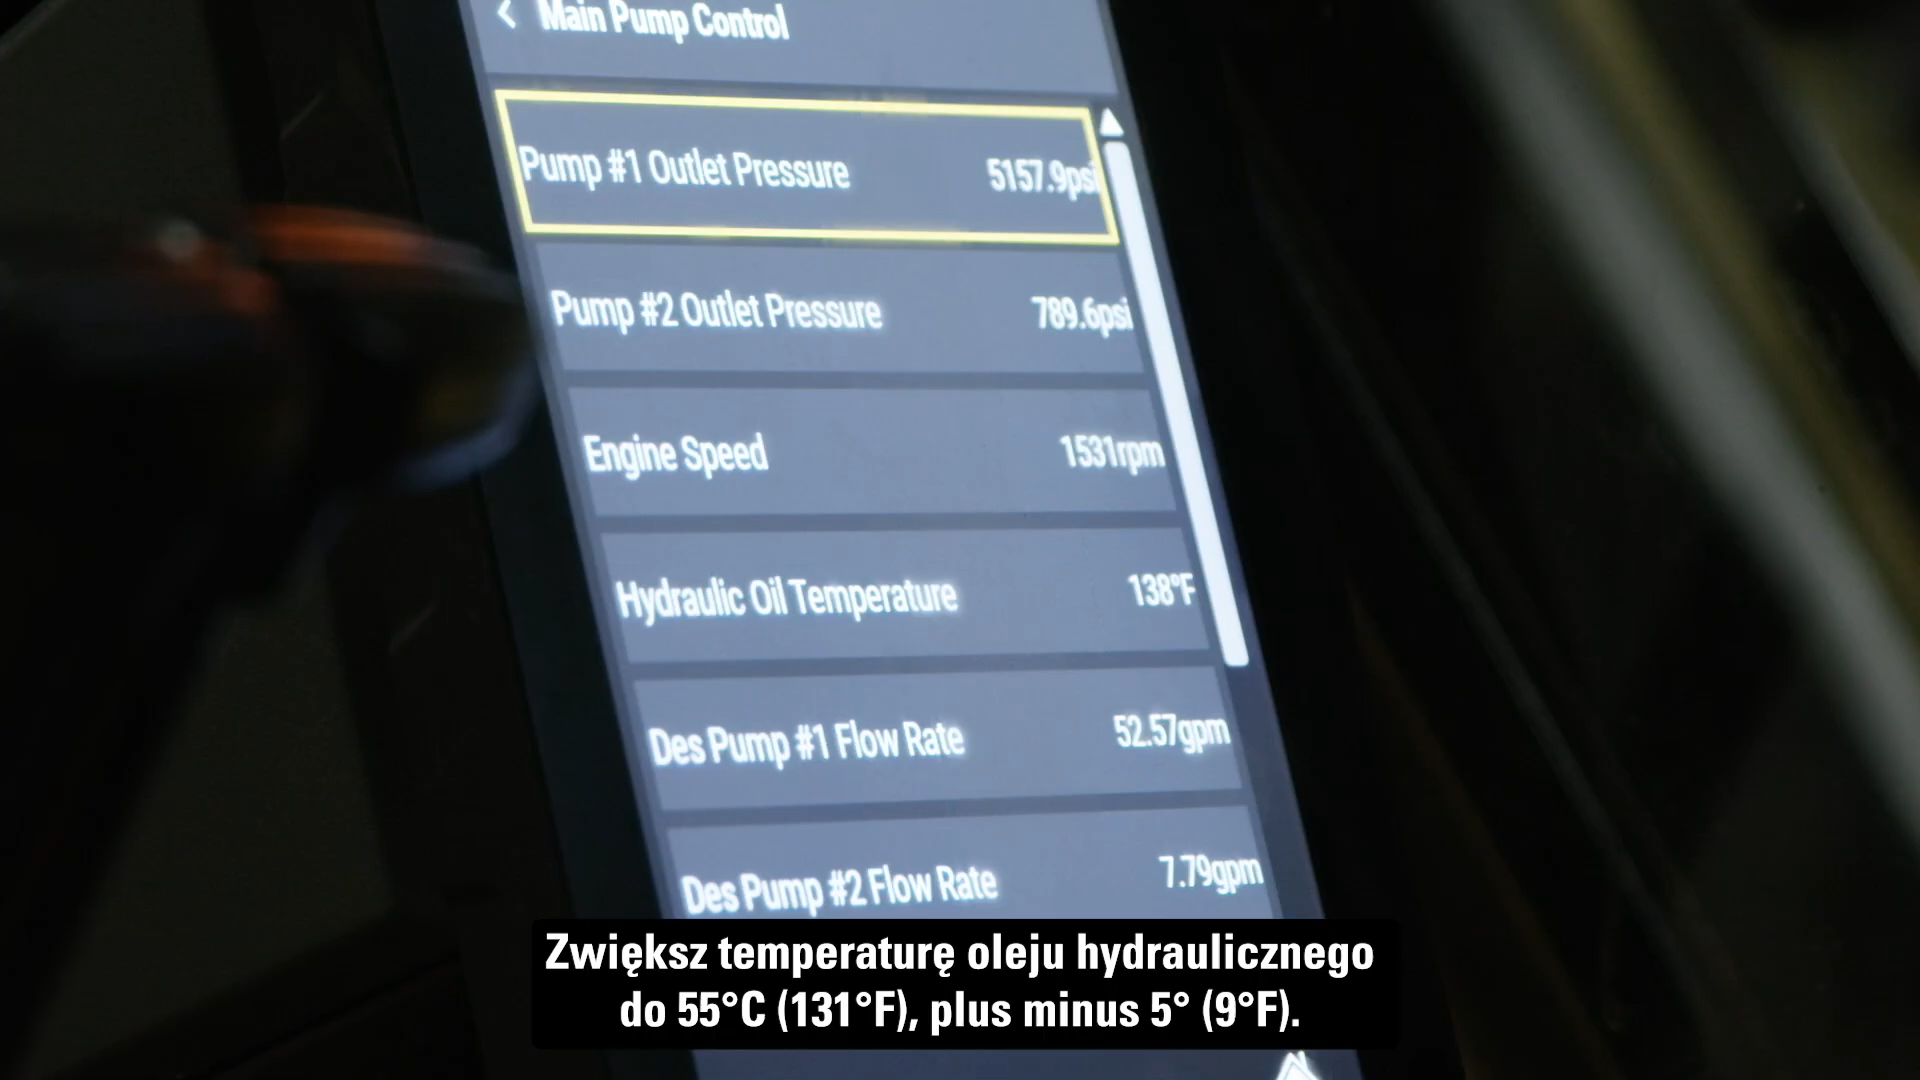 Main Pump Control
Pump #1 Outlet Pressure 5157.9psi
Pump #2 Outlet Pressure 789.6psi
Engine Speed 1531rpm
Hydraulic Oil Temperature 138°F
Des Pump #1 Flow Rate 52.57gpm
Des Pump #2 Flow Rate 7.79gpm
Zwiększ temperaturę oleju hydraulicznego
do 55°C (131°F), plus minus 5° (9°F).